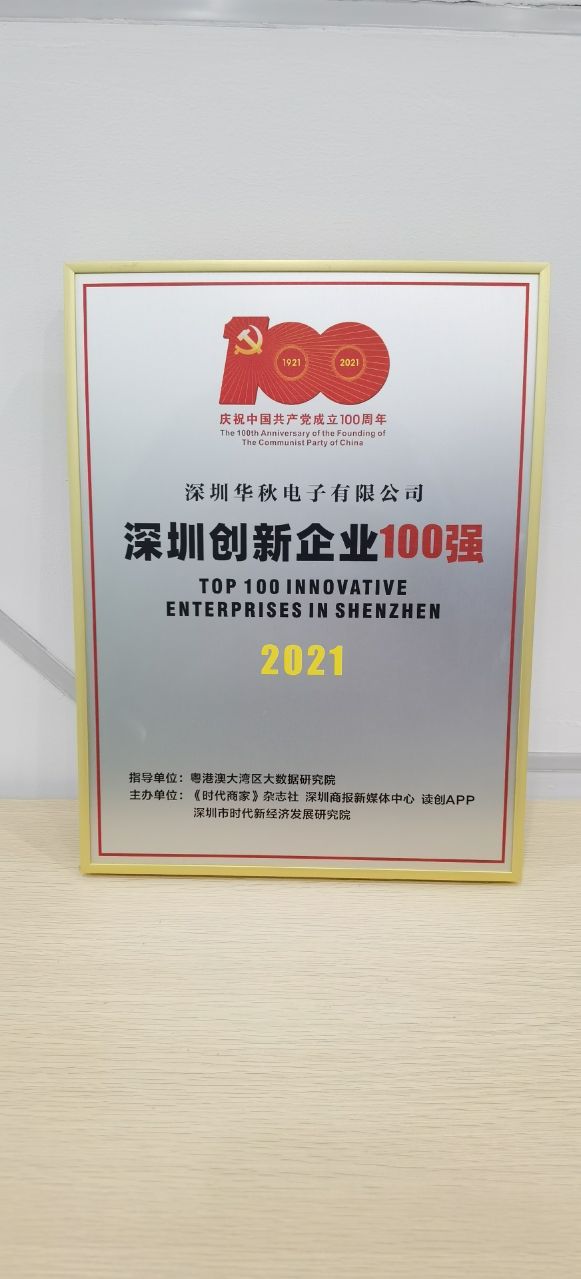 100
1921
2021
庆祝中国共产党成立100周年
The 100th Anniversary of the Founding of
The Communist Party of China
深圳华秋电子有限公司
深圳创新企业100强
TOP 100 INNOVATIVE
ENTERPRISES IN SHENZHEN
2021
指导单位：粤港澳大湾区大数据研究院
主办单位：《时代商家》杂志社 深圳商报新媒体中心 读创APP
深圳市时代新经济发展研究院